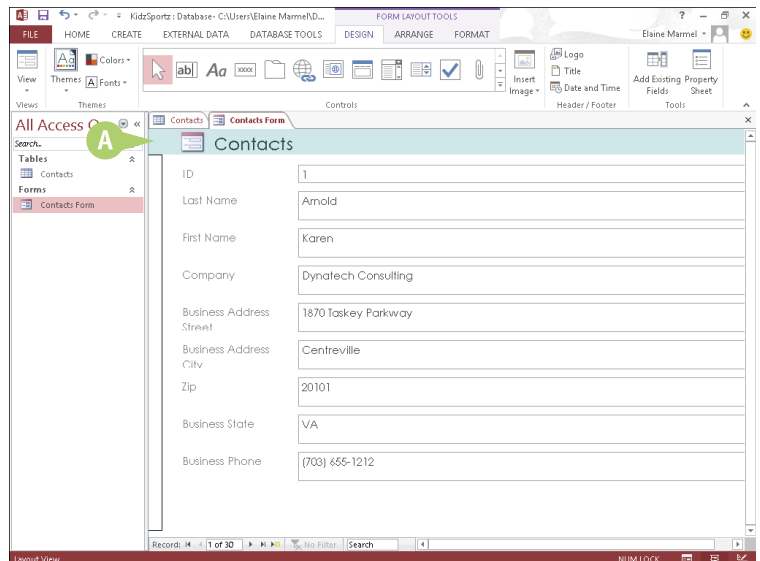 KidzSportz : Database- C:\Users\Elaine Marmel\D...
FORM LAYOUT TOOLS
?
FILE HOME CREATE EXTERNAL DATA DATABASE TOOLS DESIGN ARRANGE FORMAT Elaine Marmel
View
Themes
Aa
Colors
A Fonts
ab| Aa xxxx
Insert
Image
Logo
Title
Date and Time
Add Existing
Fields
Property
Sheet
Views Themes Controls Header / Footer Tools
All Access
Search...
Tables
Contacts
Forms
Contacts Form
A
Contacts Contacts Form
Contacts
ID 1
Last Name Arnold
First Name Karen
Company Dynatech Consulting
Business Address
Street
1870 Taskey Parkway
Business Address
City
Centreville
Zip 20101
Business State VA
Business Phone (703) 655-1212
Record: 1 of 30 No Filter Search
Layout View NUM LOCK